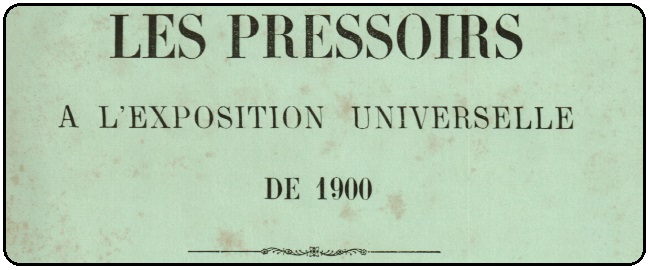 LES PRESSOIRS
A L'EXPOSITION UNIVERSELLE
DE 1900